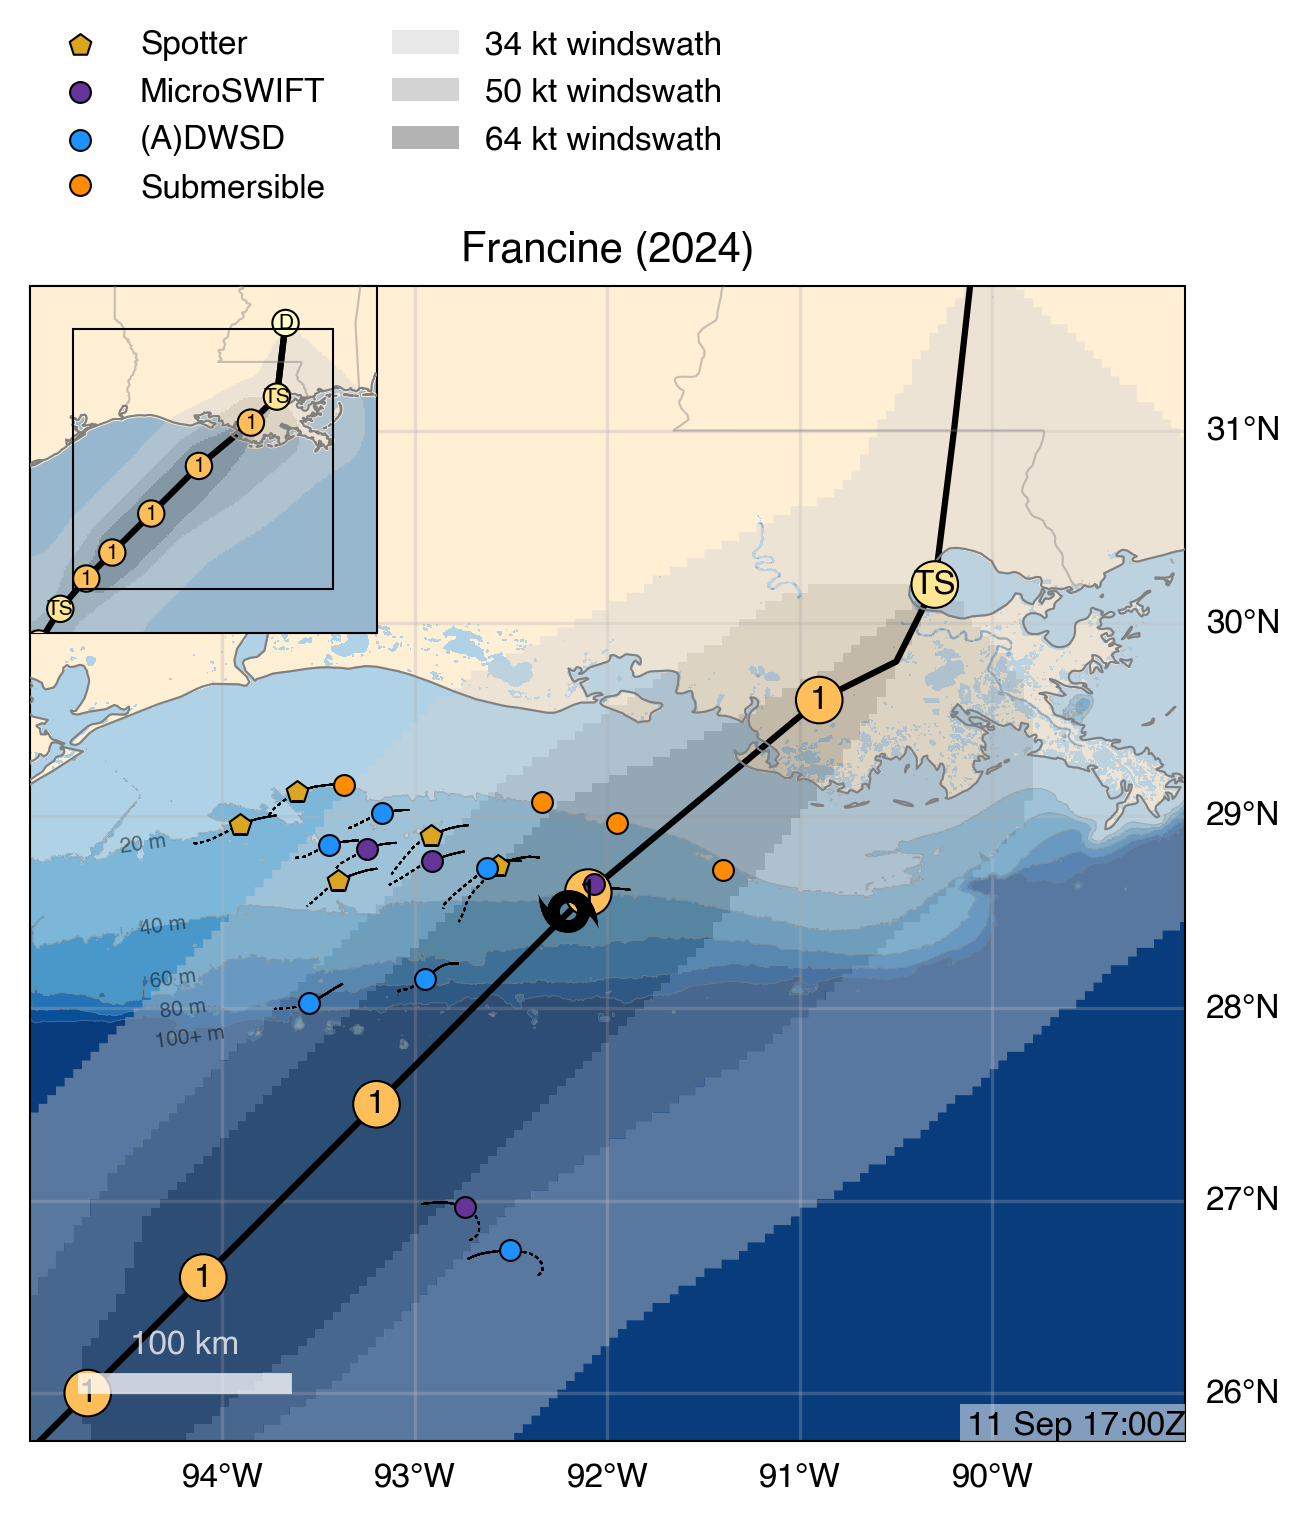 Spotter
MicroSWIFT
(A)DWSD
Submersible
34 kt windswath
50 kt windswath
64 kt windswath
Francine (2024)
D
TS
1
1
1
1
1
TS
31°N
30°N
29°N
28°N
27°N
26°N
TS
1
1
1
1
20 m
40 m
60 m
80 m
100+ m
100 km
1
11 Sep 17:00Z
94°W
93°W
92°W
91°W
90°W